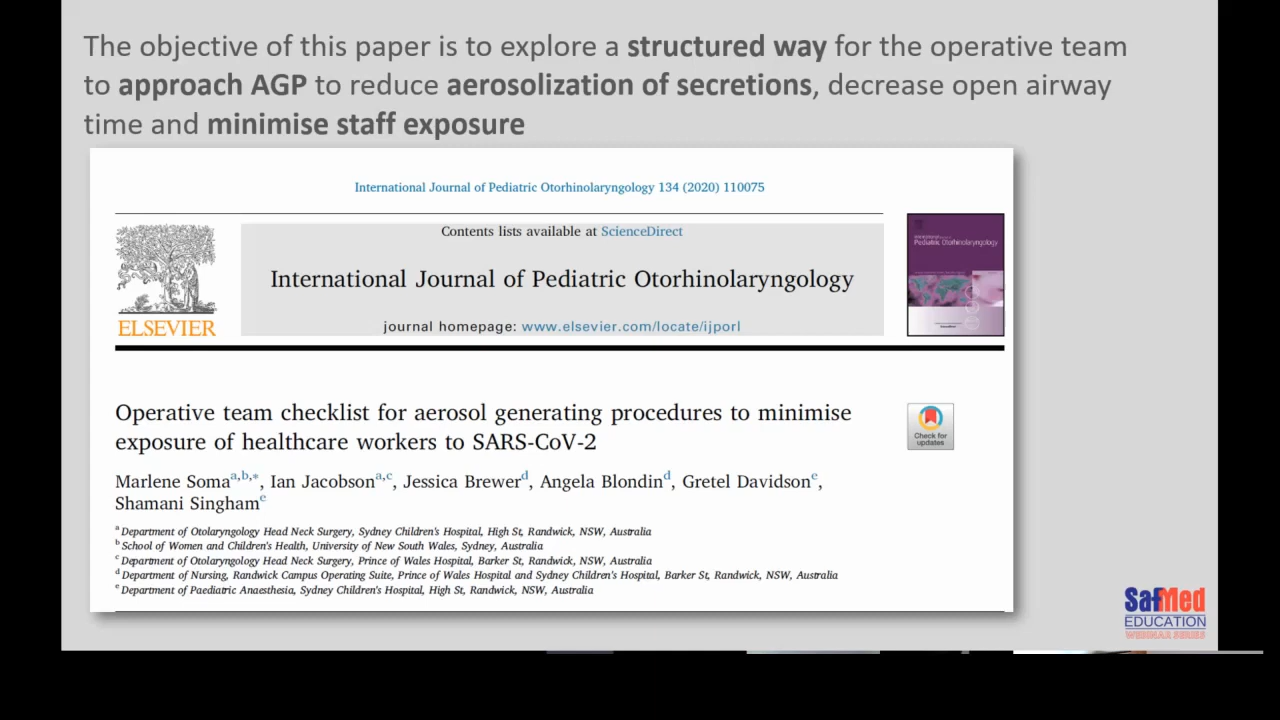 The objective of this paper is to explore a structured way for the operative team
to approach AGP to reduce aerosolization of secretions, decrease open airway
time and minimise staff exposure
International Journal of Pediatric Otorhinolaryngology 134 (2020) 110075
Contents lists available at ScienceDirect
International Journal of Pediatric Otorhinolaryngology
journal homepage: www.elsevier.com/locate/ijporl
ELSEVIER
Pediatric Otorhinolaryngology
Operative team checklist for aerosol generating procedures to minimise
exposure of healthcare workers to SARS-CoV-2
Check for
updates
Marlene Soma a,b,*, Ian Jacobson a,c, Jessica Brewer d, Angela Blondin d, Gretel Davidson e,
Shamani Singham e
a Department of Otolaryngology Head Neck Surgery, Sydney Children's Hospital, High St, Randwick, NSW, Australia
b School of Women and Children's Health, University of New South Wales, Sydney, Australia
c Department of Otolaryngology Head Neck Surgery, Prince of Wales Hospital, Barker St, Randwick, NSW, Australia
d Department of Nursing, Randwick Campus Operating Suite, Prince of Wales Hospital and Sydney Children's Hospital, Barker St, Randwick, NSW, Australia
e Department of Paediatric Anaesthesia, Sydney Children's Hospital, High St, Randwick, NSW, Australia
SafMed
EDUCATION
WEBINAR SERIES